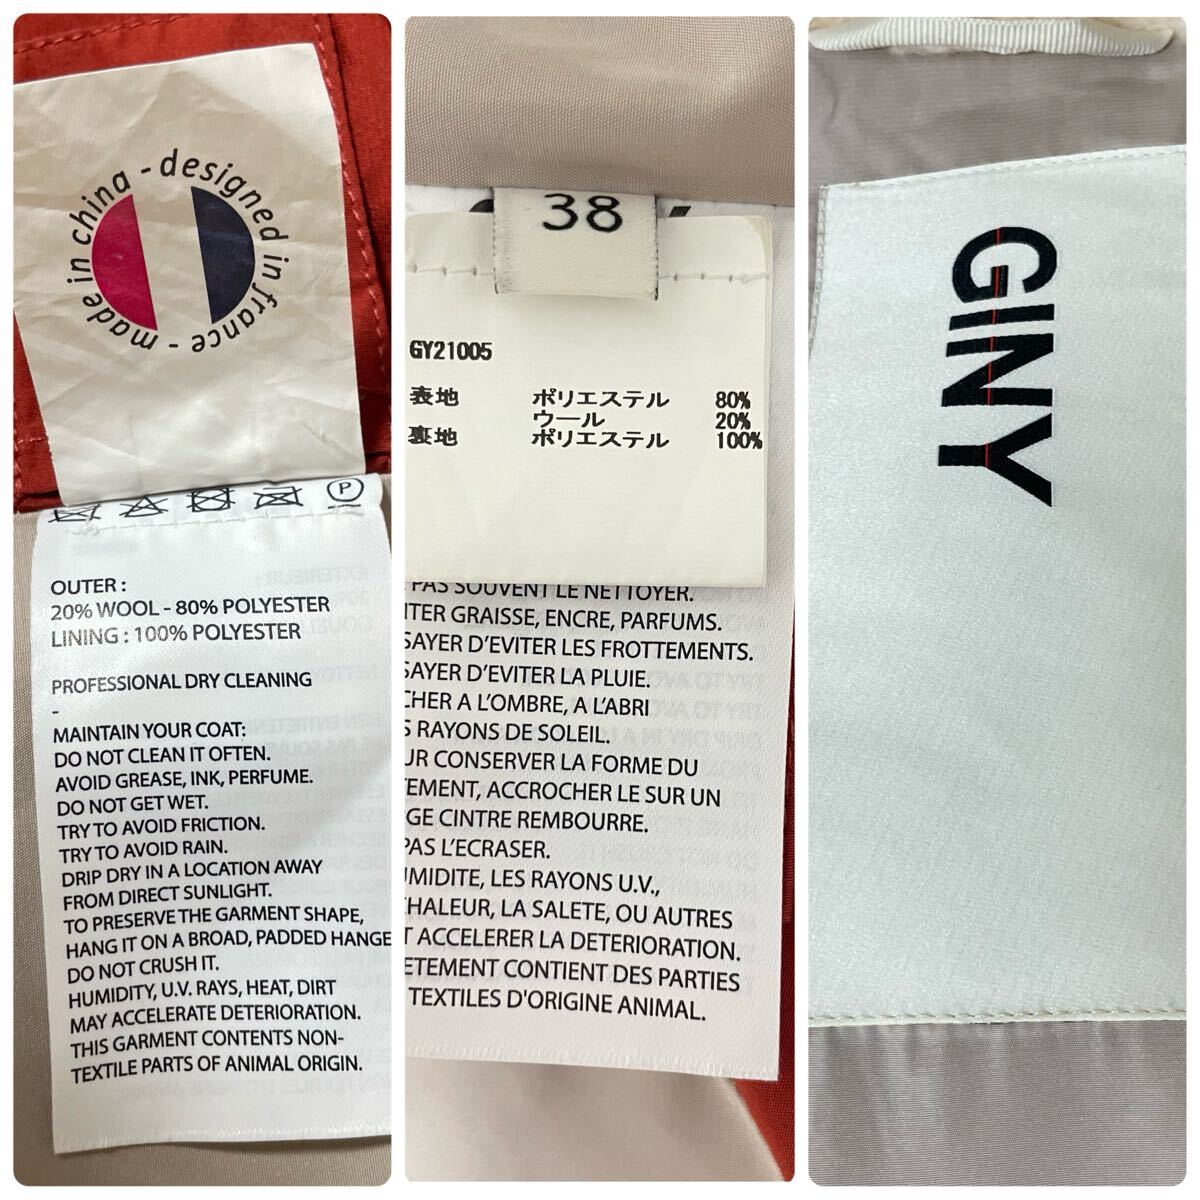 made in china - designed in france -
P
OUTER :
20% WOOL - 80% POLYESTER
LINING : 100% POLYESTER
PROFESSIONAL DRY CLEANING
-
MAINTAIN YOUR COAT:
DO NOT CLEAN IT OFTEN.
AVOID GREASE, INK, PERFUME.
DO NOT GET WET.
TRY TO AVOID FRICTION.
TRY TO AVOID RAIN.
DRIP DRY IN A LOCATION AWAY
FROM DIRECT SUNLIGHT.
TO PRESERVE THE GARMENT SHAPE,
HANG IT ON A BROAD, PADDED HANGE
DO NOT CRUSH IT.
HUMIDITY, U.V. RAYS, HEAT, DIRT
MAY ACCELERATE DETERIORATION.
THIS GARMENT CONTENTS NON-
TEXTILE PARTS OF ANIMAL ORIGIN.
38
GY21005
表地 ポリエステル 80%
ウール 20%
裏地 ポリエステル 100%
PAS SOUVENT LE NETTOYER.
ITER GRAISSE, ENCRE, PARFUMS.
SAYER D'EVITER LES FROTTEMENTS.
SAYER D'EVITER LA PLUIE.
CHER A L'OMBRE, A L'ABRI
S RAYONS DE SOLEIL.
UR CONSERVER LA FORME DU
TEMENT, ACCROCHER LE SUR UN
GE CINTRE REMBOURRE.
PAS L'ECRASER.
UMIDITE, LES RAYONS U.V.,
CHALEUR, LA SALETE, OU AUTRES
T ACCELERER LA DETERIORATION.
ETEMENT CONTIENT DES PARTIES
TEXTILES D'ORIGINE ANIMAL.
GINY